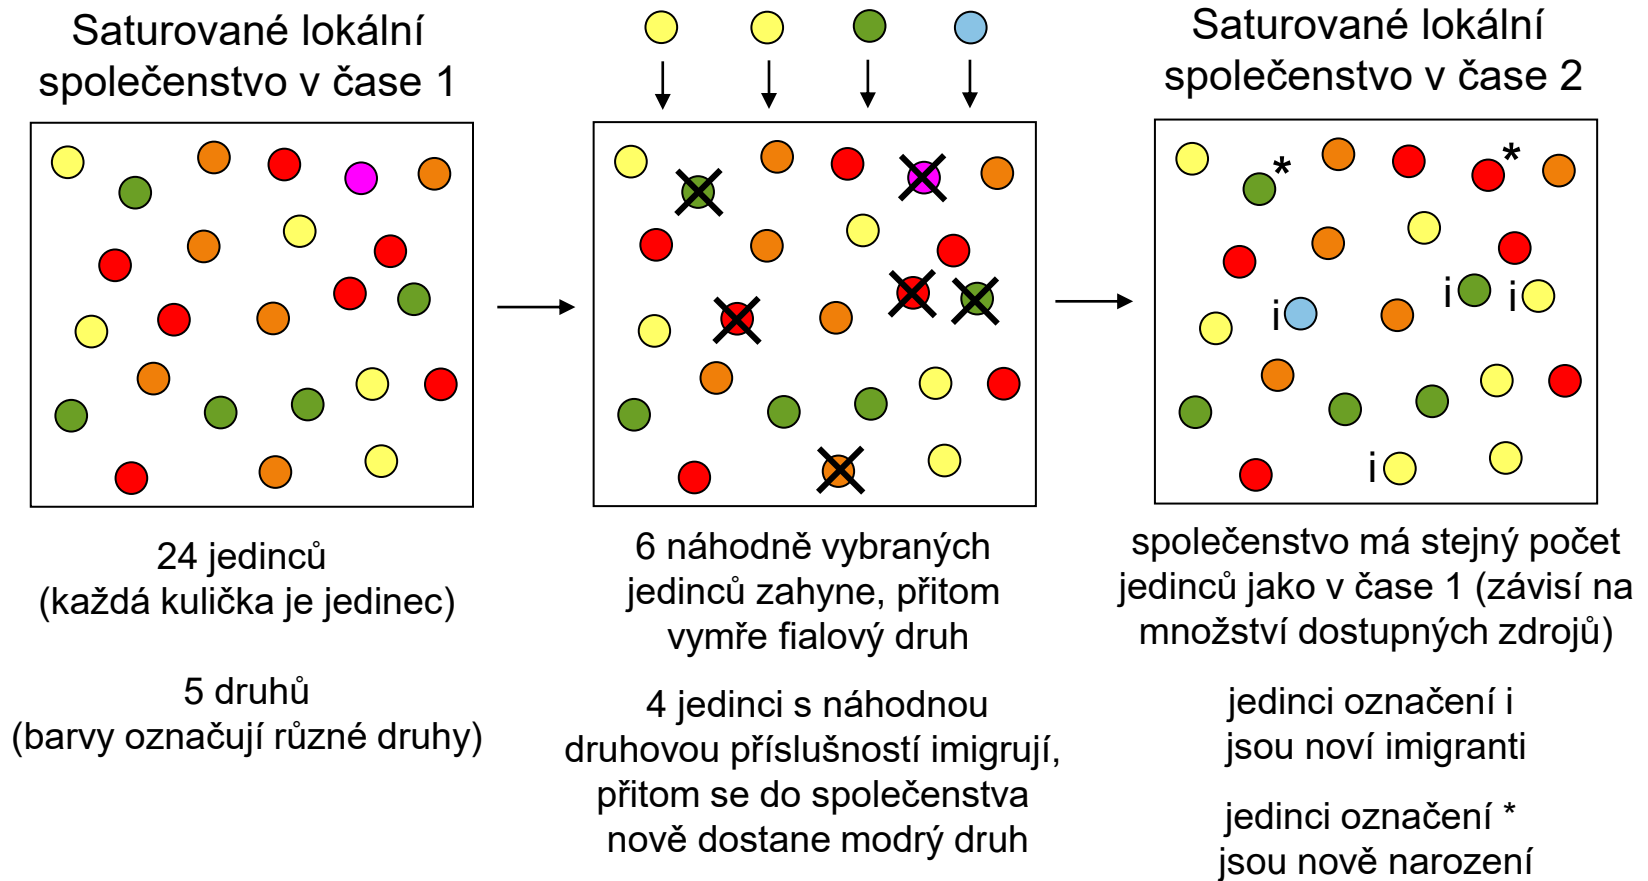 Saturované lokální
společenstvo v čase 1
24 jedinců
(každá kulička je jedinec)
5 druhů
(barvy označují různé druhy)
6 náhodně vybraných
jedinců zahyne, přitom
vymře fialový druh
4 jedinci s náhodnou
druhovou příslušností imigrují,
přitom se do společenstva
nově dostane modrý druh
Saturované lokální
společenstvo v čase 2
*
*
i
i
i
i
společenstvo má stejný počet
jedinců jako v čase 1 (závisí na
množství dostupných zdrojů)
jedinci označení i
jsou noví imigranti
jedinci označení *
jsou nově narození